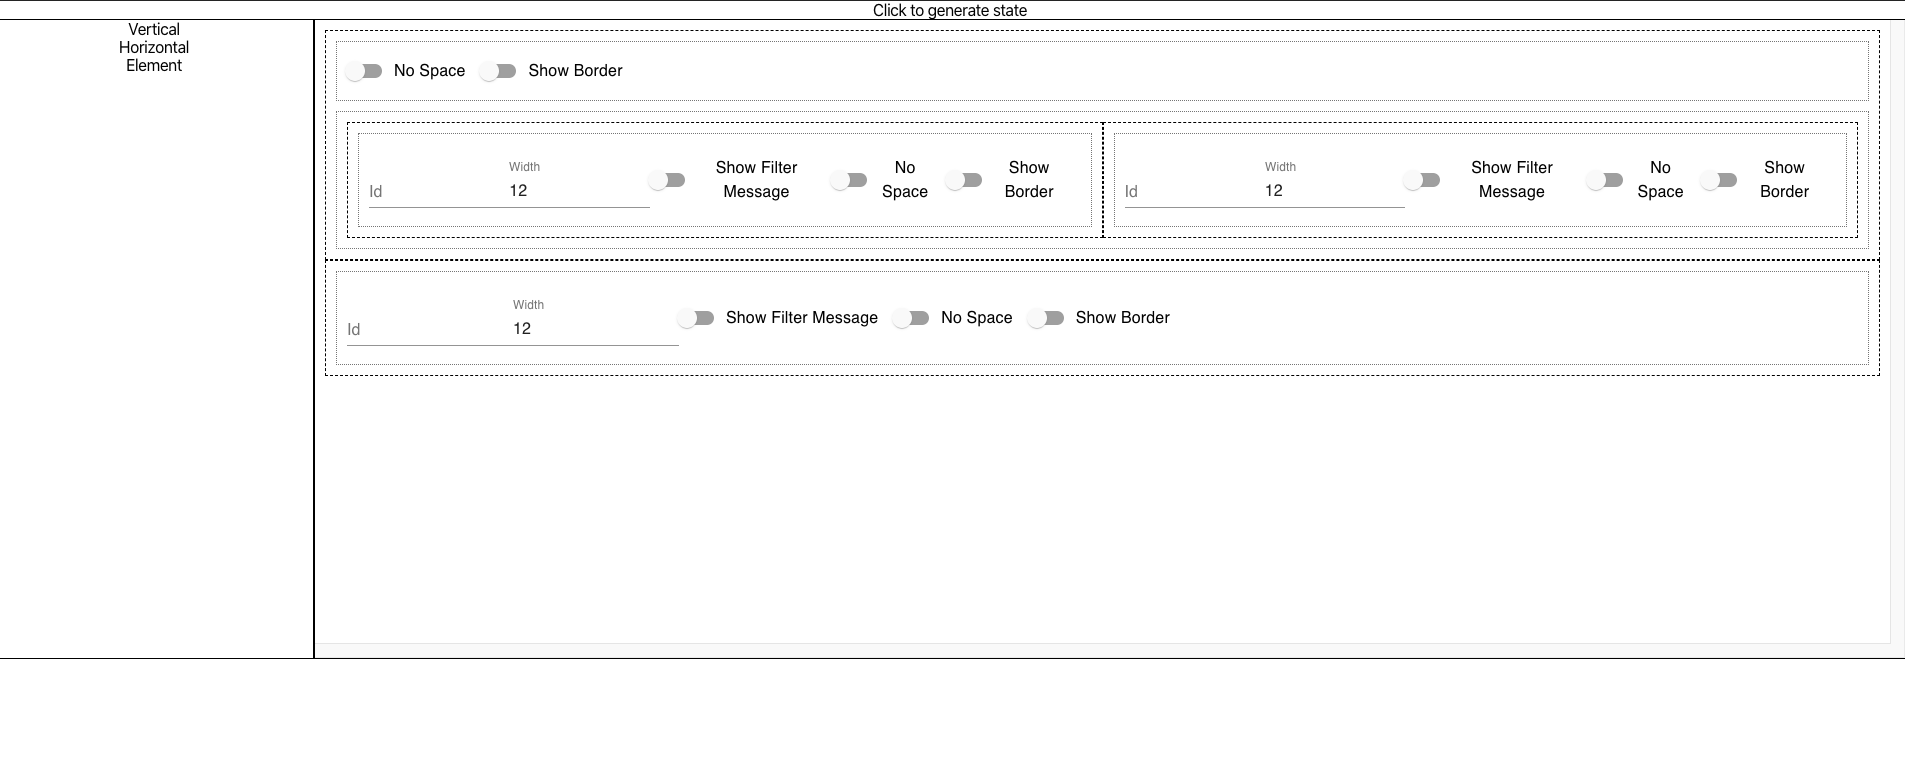 Click to generate state
Vertical
Horizontal
Element
No Space Show Border
Id Width 12 Show Filter Message No Space Show Border
Id Width 12 Show Filter Message No Space Show Border
Id Width 12 Show Filter Message No Space Show Border